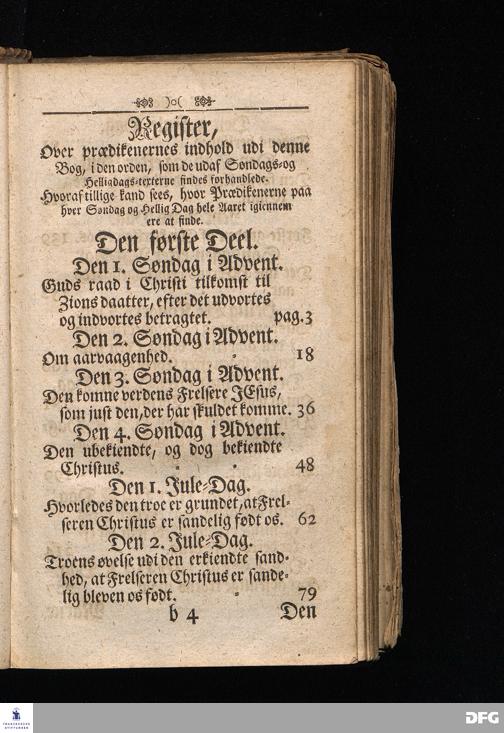 )o(
Register,
Over prædikenernes indhold udi denne
Bog, i den orden, som de udaf Søndags-og
Helligdags-texterne findes forhandlede.
Hvoraf tillige kand sees, hvor Prædikenerne paa
hver Søndag og Hellig Dag hele Aaret igiennem
ere at finde.
Den første Deel.
Den 1. Søndag i Advent.
Guds raad i Christi tilkomst til
Zions daatter, efter det udvortes
og indvortes betragtet. pag. 3
Den 2. Søndag i Advent.
Om aarvaagenhed. 18
Den 3. Søndag i Advent.
Den komne verdens Frelsere JEsus,
som just den, der har skuldet komme. 36
Den 4. Søndag i Advent.
Den ubekiendte, og dog bekiendte
Christus. 48
Den 1. Jule-Dag.
Hvorledes den troe er grundet, at Frel-
seren Christus er sandelig født os. 62
Den 2. Jule-Dag.
Troens øvelse udi den erkiendte sand-
hed, at Frelseren Christus er sande-
lig bleven os født. 79
b 4 Den
FRANCKESCHE
STIFTUNGEN
DFG